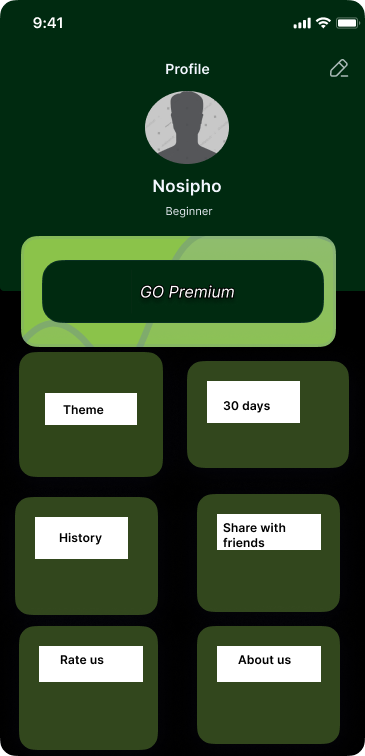 9:41
Profile
Nosipho
Beginner
GO Premium
Theme
30 days
History
Share with
friends
Rate us
About us